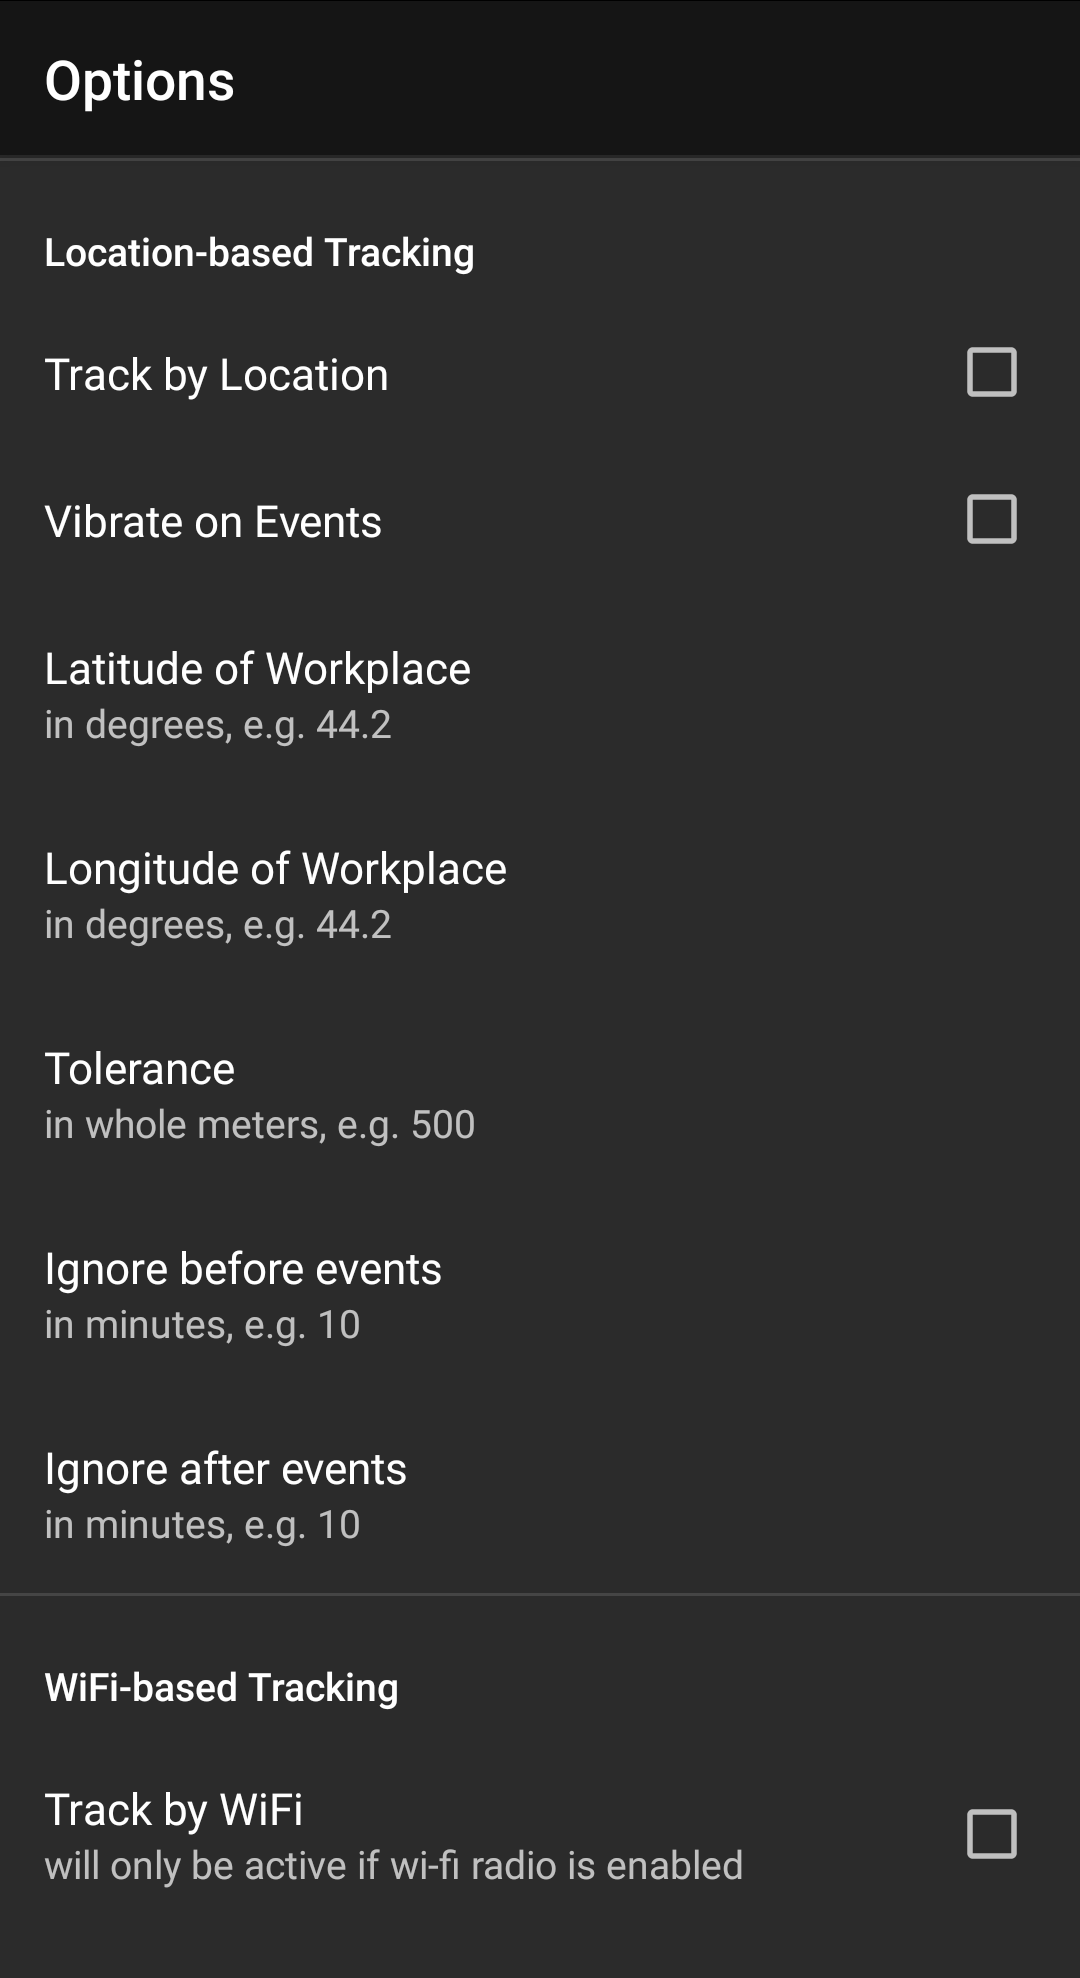 Options
Location-based Tracking
Track by Location
Vibrate on Events
Latitude of Workplace
in degrees, e.g. 44.2
Longitude of Workplace
in degrees, e.g. 44.2
Tolerance
in whole meters, e.g. 500
Ignore before events
in minutes, e.g. 10
Ignore after events
in minutes, e.g. 10
WiFi-based Tracking
Track by WiFi
will only be active if wi-fi radio is enabled